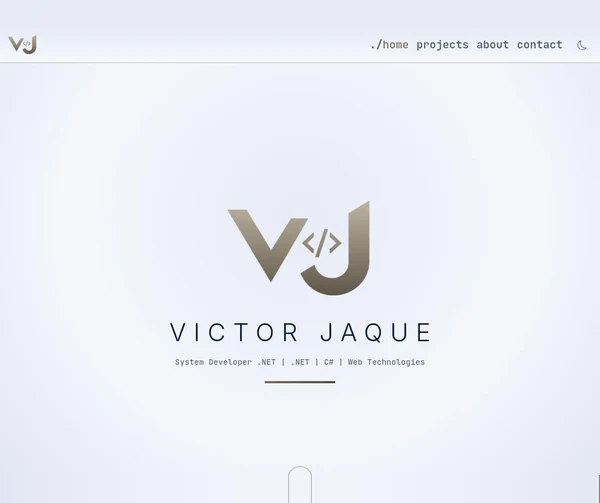 V</>J
./home projects about contact
V</>J
VICTOR JAQUE
System Developer .NET | .NET | C# | Web Technologies